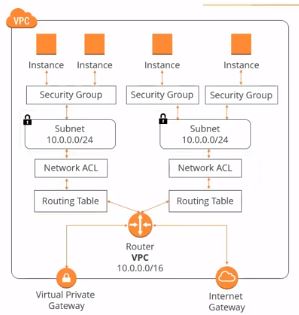 VPC
Instance Instance Instance Instance
Security Group Security Group Security Group
Subnet
10.0.0.0/24
Subnet
10.0.0.0/24
Network ACL Network ACL
Routing Table Routing Table
Router
VPC
10.0.0.0/16
Virtual Private
Gateway
Internet
Gateway